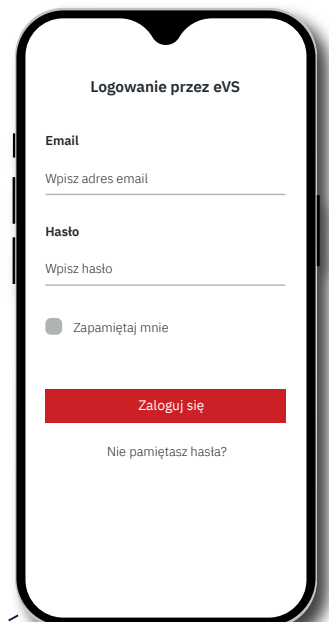 Logowanie przez eVS
Email
Wpisz adres email
Hasło
Wpisz hasło
Zapamiętaj mnie
Zaloguj się
Nie pamiętasz hasła?